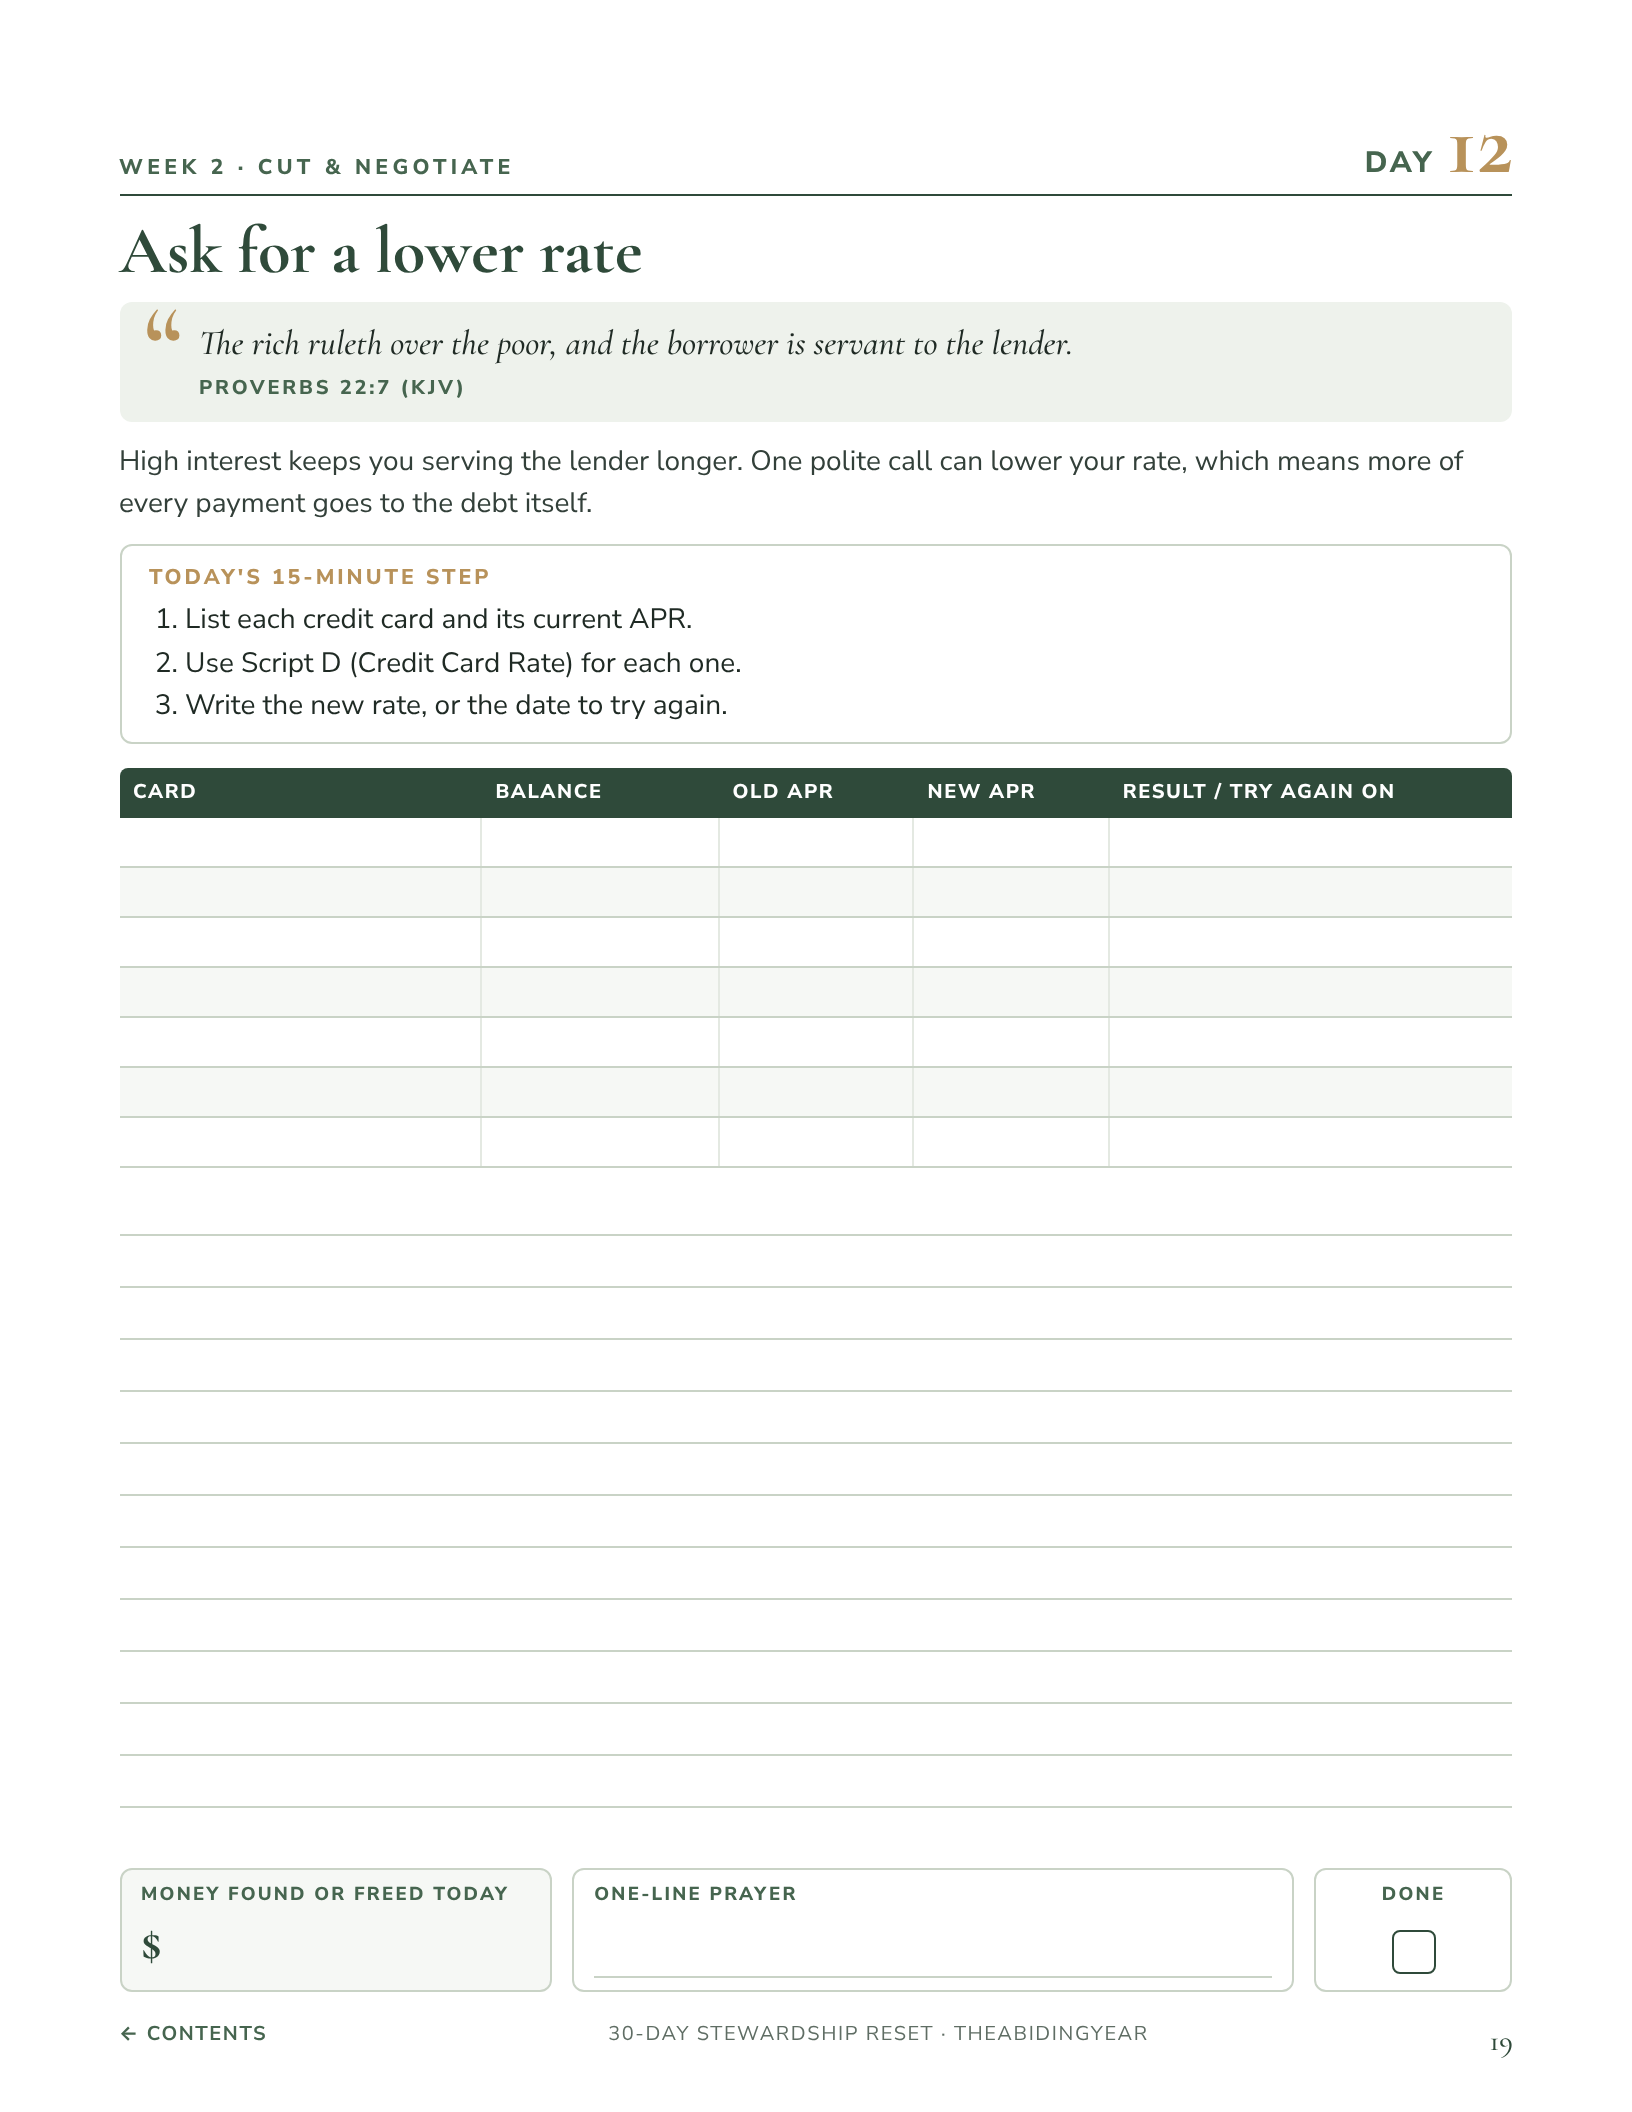 WEEK 2 · CUT & NEGOTIATE
DAY 12
Ask for a lower rate
“ The rich ruleth over the poor, and the borrower is servant to the lender.
PROVERBS 22:7 (KJV)
High interest keeps you serving the lender longer. One polite call can lower your rate, which means more of
every payment goes to the debt itself.
TODAY'S 15-MINUTE STEP
1. List each credit card and its current APR.
2. Use Script D (Credit Card Rate) for each one.
3. Write the new rate, or the date to try again.
CARD BALANCE OLD APR NEW APR RESULT / TRY AGAIN ON
MONEY FOUND OR FREED TODAY
$
ONE-LINE PRAYER
DONE
← CONTENTS
30-DAY STEWARDSHIP RESET · THEABIDINGYEAR
19